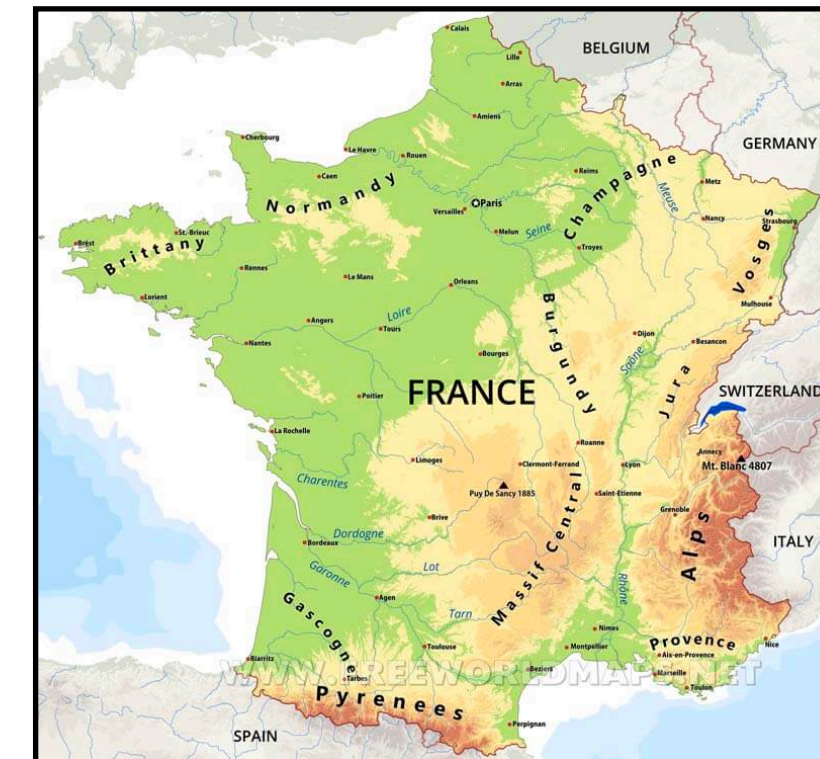 Calais
BELGIUM
Lille
Arras
Amiens
GERMANY
Cherbourg
Le Havre
Rouen
Caen
Reims
Champagne
Metz
Meuse
Normandy
Paris
Versailles
Nancy
Strasbourg
Vosges
St.-Brieuc
Brest
Brittany
Melun
Seine
Troyes
Rennes
Le Mans
Orleans
Lorient
Mulhouse
Angers
Loire
Tours
Burgundy
Dijon
Besancon
Nantes
Bourges
Saône
Jura
FRANCE
SWITZERLAND
Poitier
La Rochelle
Roanne
Annecy
Limoges
Clermont-Ferrand
Lyon
Mt. Blanc 4807
Charentes
Puy De Sancy 1885
Saint-Etienne
Grenoble
Brive
Massif Central
Alps
Dordogne
Bordeaux
ITALY
Garonne
Lot
Rhône
Agen
Gascogne
Tarn
Nimes
Provence
Nice
Toulouse
Montpellier
Aix-en-Provence
Biarritz
WWW.FREEWORLDMAPS.NET
Beziers
Marseille
Tarbes
Toulon
Pyrenees
Perpignan
SPAIN